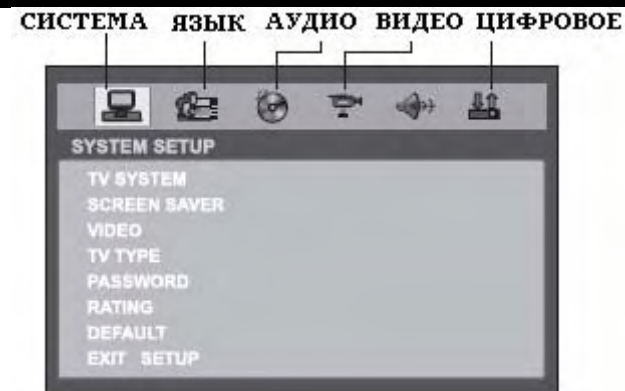 СИСТЕМА ЯЗЫК АУДИО ВИДЕО ЦИФРОВОЕ
SYSTEM SETUP
TV SYSTEM
SCREEN SAVER
VIDEO
TV TYPE
PASSWORD
RATING
DEFAULT
EXIT SETUP